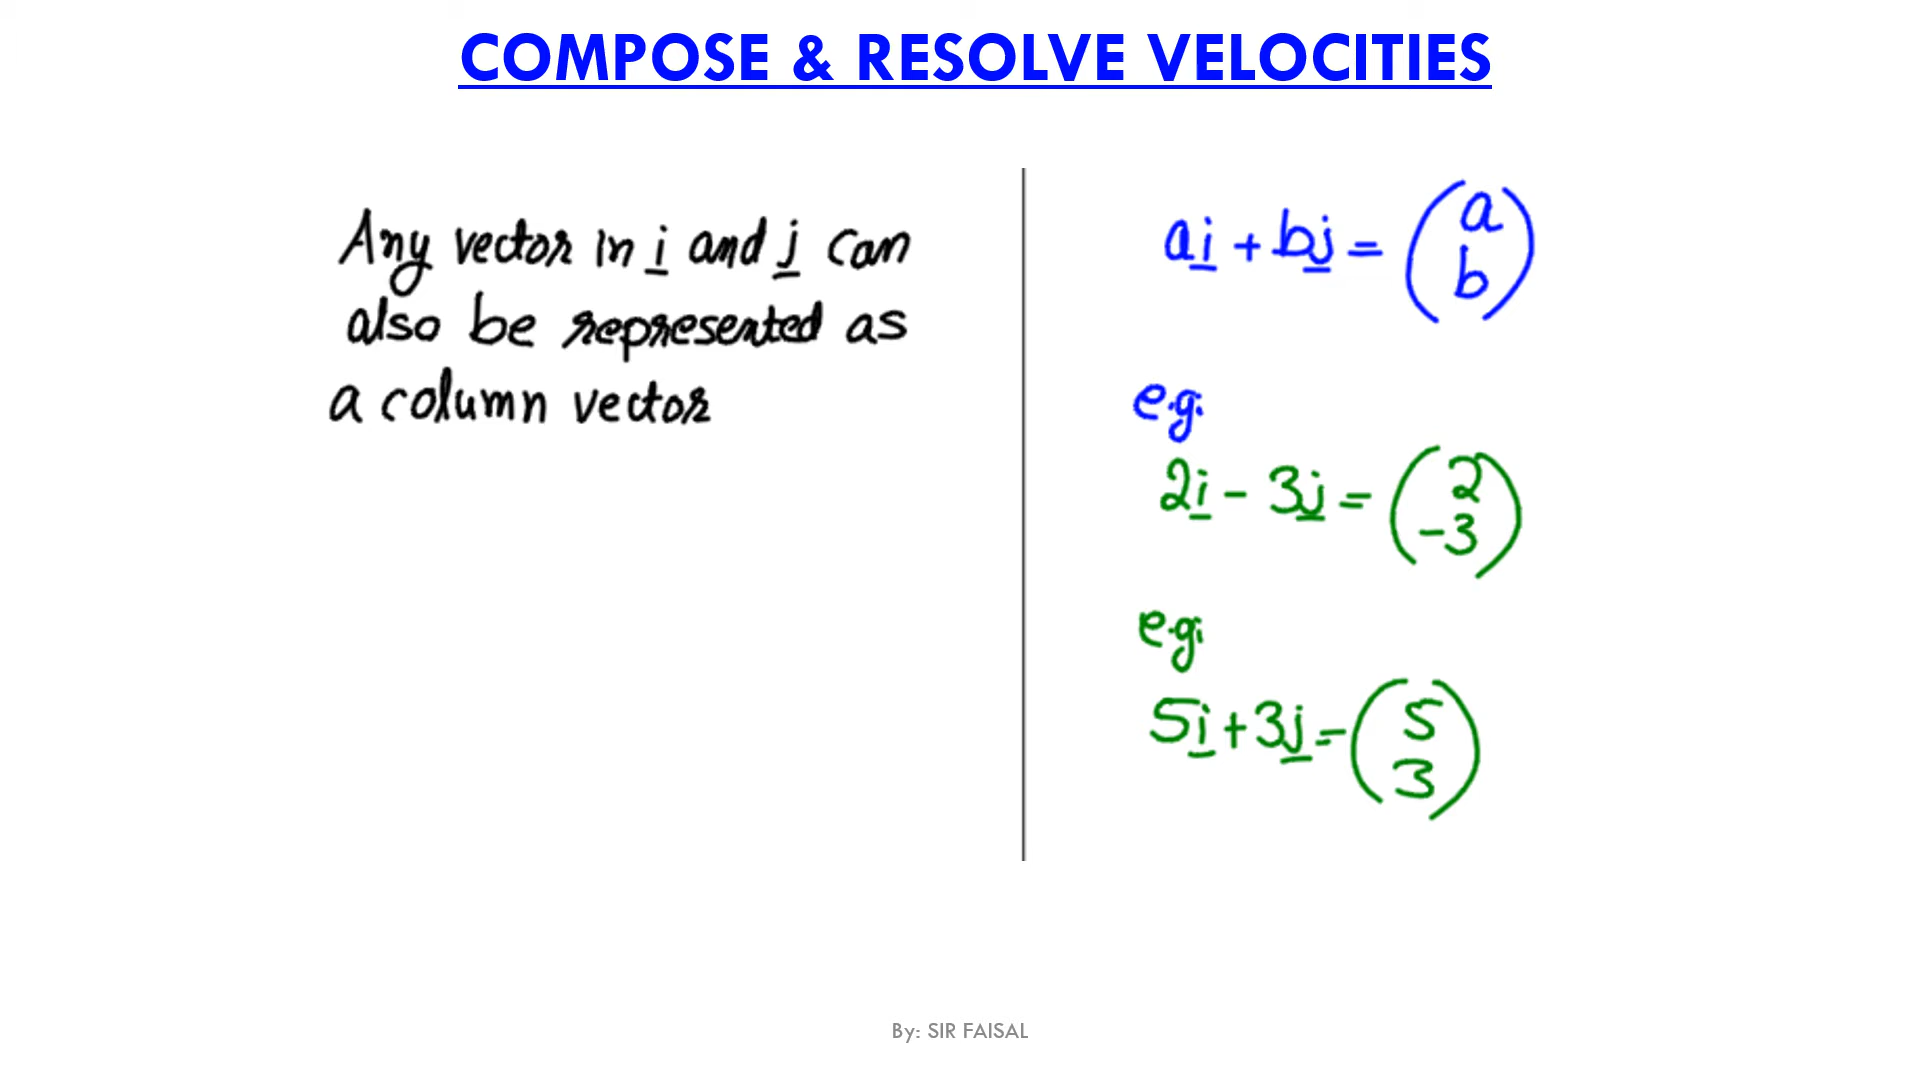 COMPOSE & RESOLVE VELOCITIES
Any vector in i and j can
also be represented as
a column vector
ai + bj = (a
b)
e.g.
2i - 3j = (2
-3)
e.g.
5i + 3j = (5
3)
By: SIR FAISAL